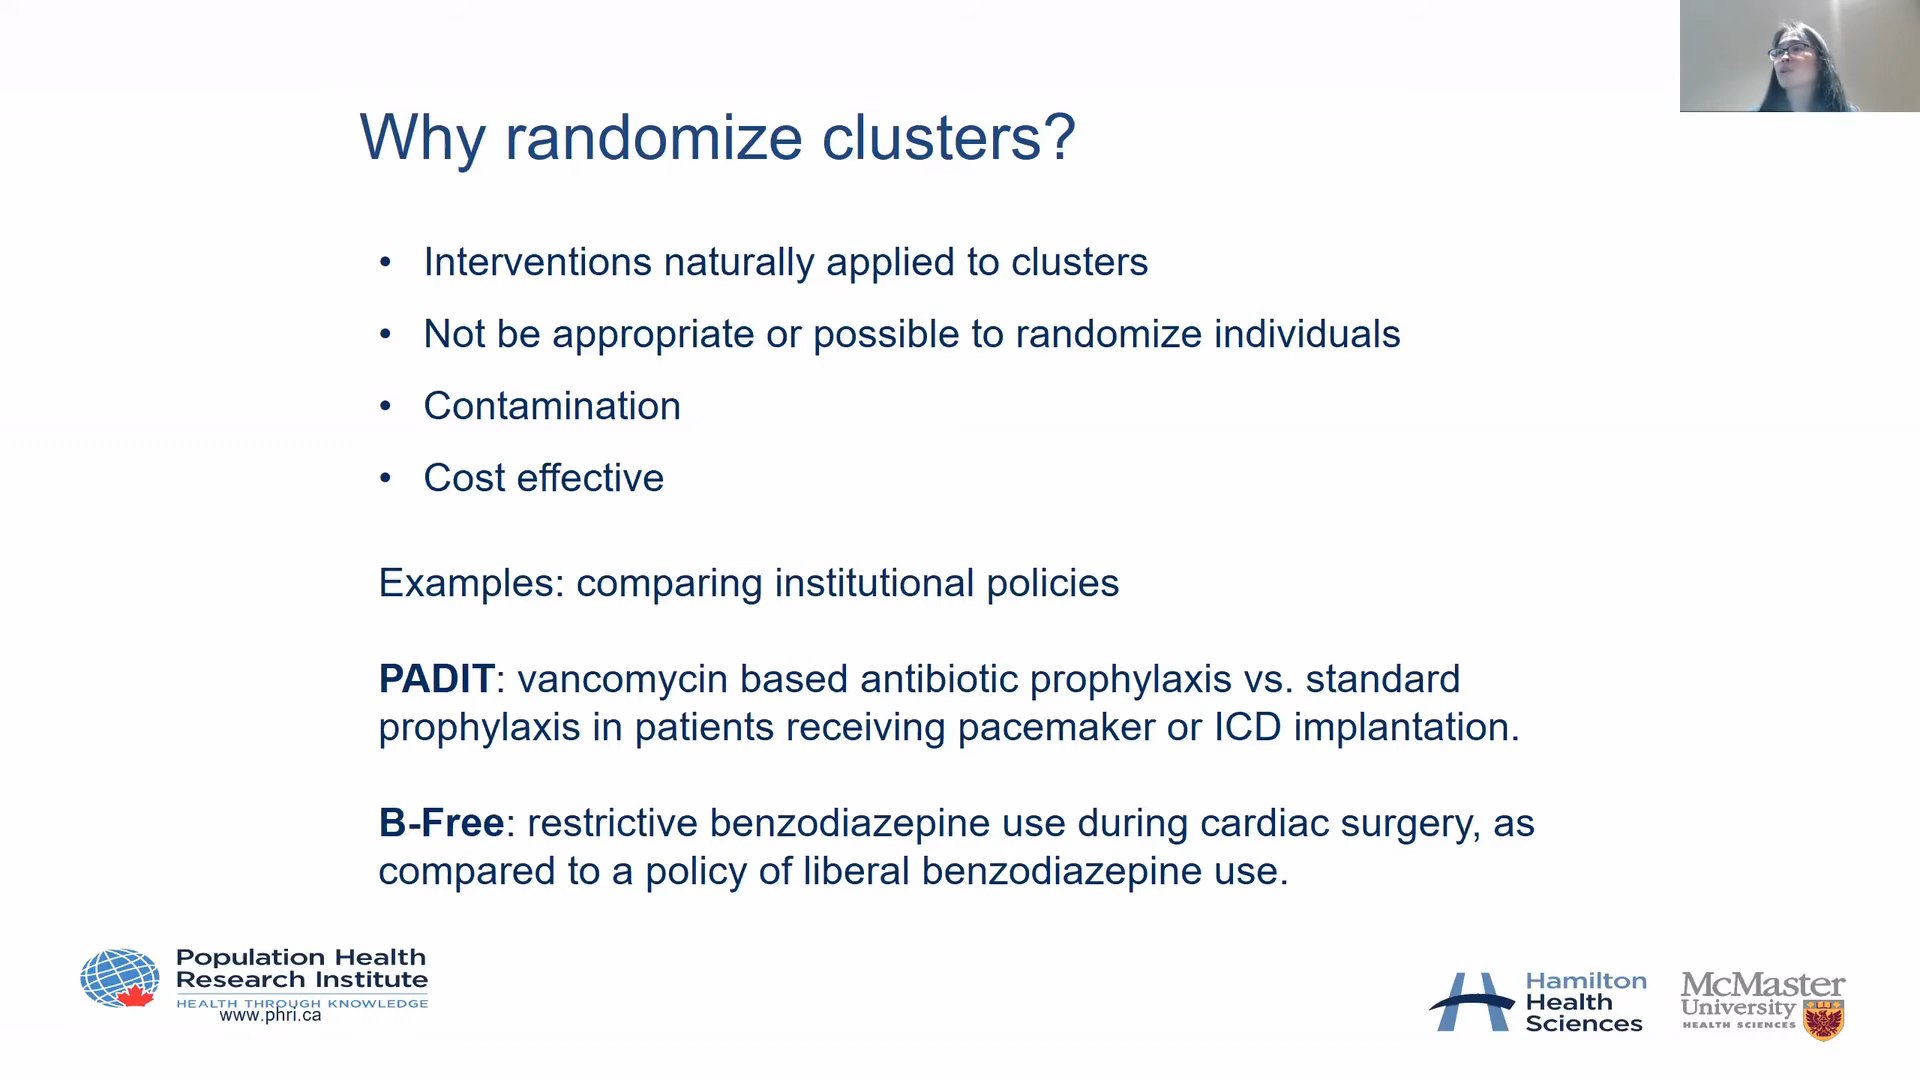 Why randomize clusters?
• Interventions naturally applied to clusters
• Not be appropriate or possible to randomize individuals
• Contamination
• Cost effective
Examples: comparing institutional policies
PADIT: vancomycin based antibiotic prophylaxis vs. standard
prophylaxis in patients receiving pacemaker or ICD implantation.
B-Free: restrictive benzodiazepine use during cardiac surgery, as
compared to a policy of liberal benzodiazepine use.
Population Health
Research Institute
HEALTH THROUGH KNOWLEDGE
www.phri.ca
Hamilton
Health
Sciences
McMaster
University
HEALTH SCIENCES